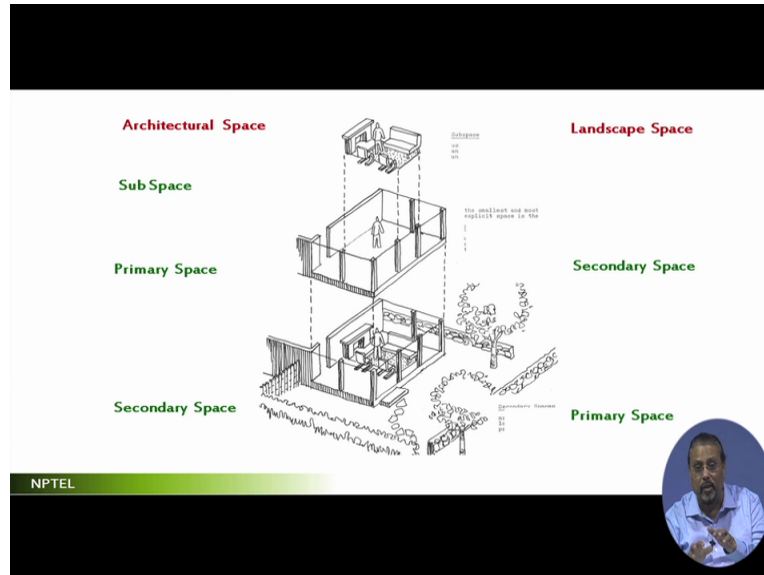 Architectural Space
Landscape Space
Subspace
Sub Space
the smallest and most
explicit space is the
Primary Space
Secondary Space
Secondary Space
Primary Space
NPTEL